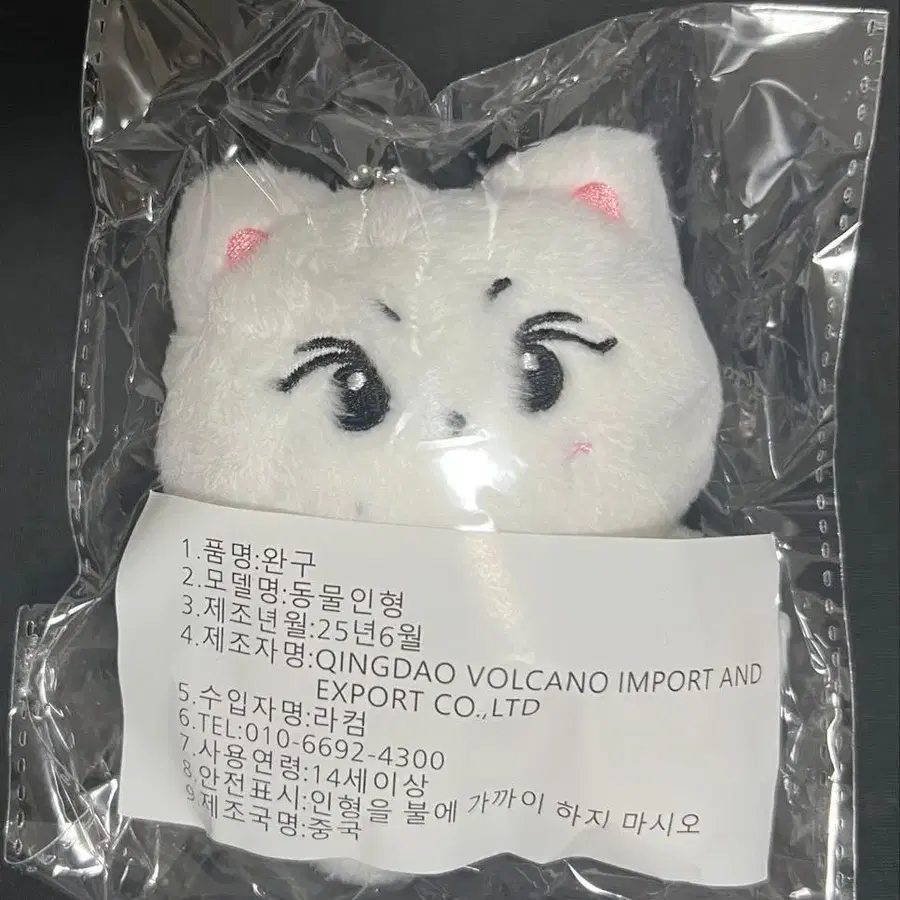 1.품명:완구
2.모델명:동물인형
3.제조년월:25년6월
4.제조자명:QINGDAO VOLCANO IMPORT AND
EXPORT CO.,LTD
5.수입자명:라컴
6.TEL:010-6692-4300
7.사용연령:14세이상
8.안전표시:인형을 불에 가까이 하지 마시오
9.제조국명:중국